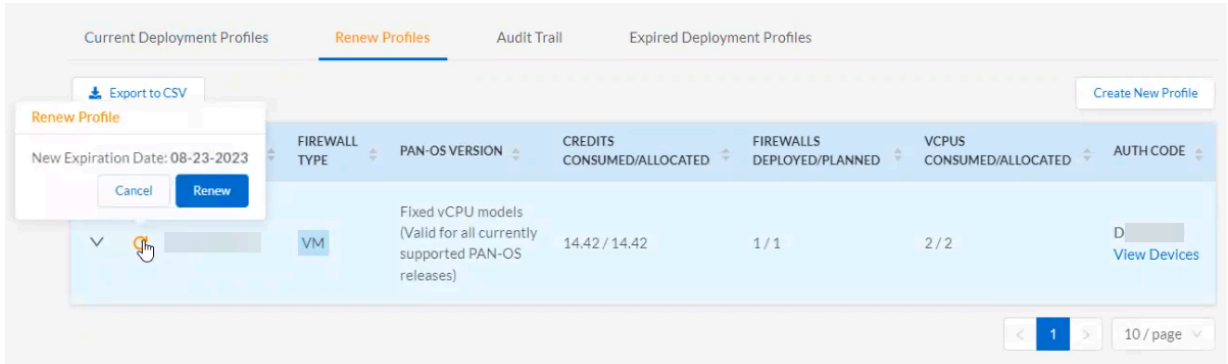 Current Deployment Profiles
Renew Profiles
Audit Trail
Expired Deployment Profiles
Export to CSV
Create New Profile
Renew Profile
New Expiration Date: 08-23-2023
Cancel
Renew
FIREWALL
TYPE
PAN-OS VERSION
CREDITS
CONSUMED/ALLOCATED
FIREWALLS
DEPLOYED/PLANNED
VCPUS
CONSUMED/ALLOCATED
AUTH CODE
VM
Fixed vCPU models
(Valid for all currently
supported PAN-OS
releases)
14.42 / 14.42
1 / 1
2 / 2
D
View Devices
< 1 >
10 / page